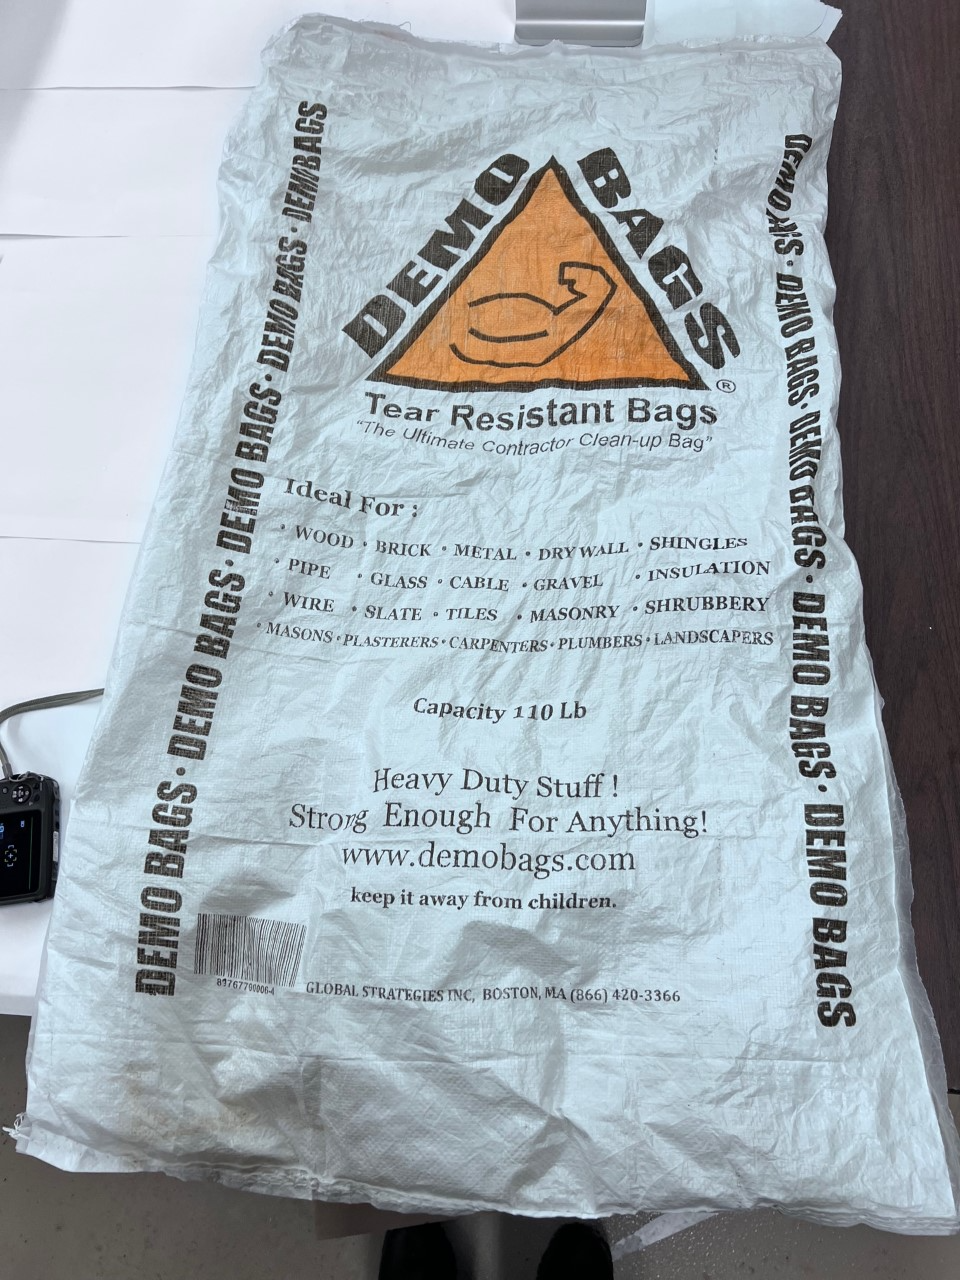 DEMO BAGS
®
Tear Resistant Bags
"The Ultimate Contractor Clean-up Bag"
Ideal For :
• WOOD • BRICK • METAL • DRY WALL • SHINGLES
• PIPE • GLASS • CABLE • GRAVEL • INSULATION
• WIRE • SLATE • TILES • MASONRY • SHRUBBERY
• MASONS • PLASTERERS • CARPENTERS • PLUMBERS • LANDSCAPERS
Capacity 110 Lb
Heavy Duty Stuff !
Strong Enough For Anything!
www.demobags.com
keep it away from children.
GLOBAL STRATEGIES INC, BOSTON, MA (866) 420-3366
DEMO BAGS • DEMO BAGS • DEMO BAGS • DEMO BAGS • DEMO BAGS • DEMO BAGS
DEMO BAGS • DEMO BAGS • DEMO BAGS • DEMO BAGS • DEMO BAGS